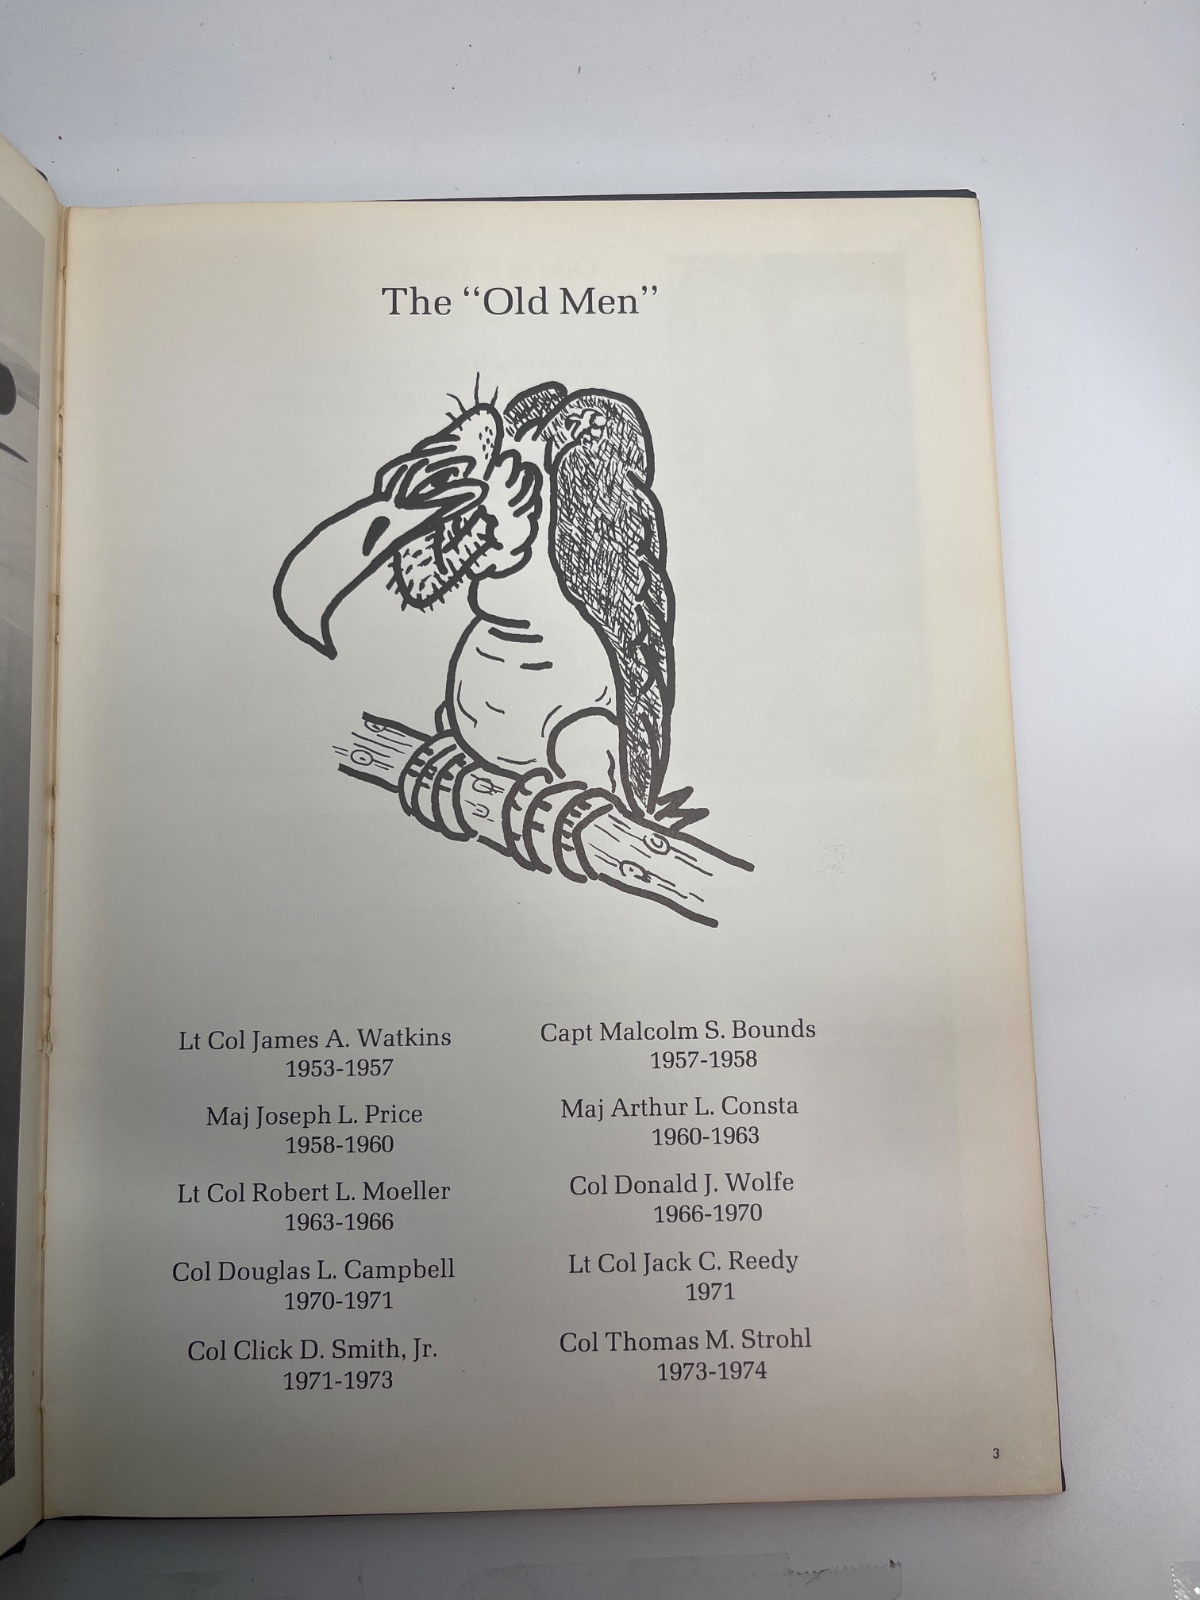 The “Old Men”
Lt Col James A. Watkins
1953-1957
Capt Malcolm S. Bounds
1957-1958
Maj Joseph L. Price
1958-1960
Maj Arthur L. Consta
1960-1963
Lt Col Robert L. Moeller
1963-1966
Col Donald J. Wolfe
1966-1970
Col Douglas L. Campbell
1970-1971
Lt Col Jack C. Reedy
1971
Col Click D. Smith, Jr.
1971-1973
Col Thomas M. Strohl
1973-1974
3